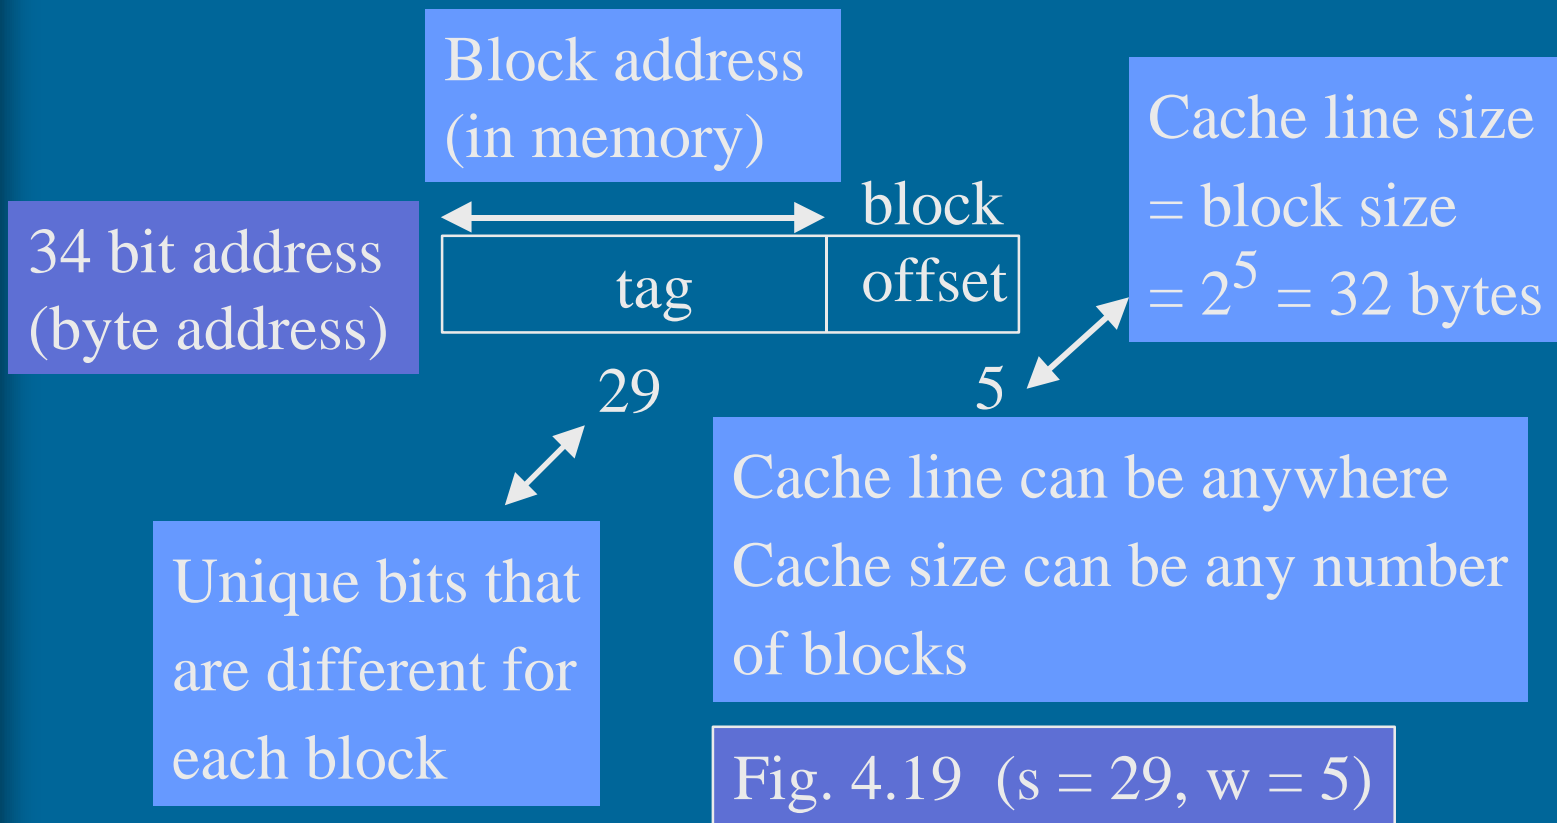 Block address
(in memory)
34 bit address
(byte address)
tag
block
offset
29
5
Cache line size
= block size
= 2^5 = 32 bytes
Unique bits that
are different for
each block
Cache line can be anywhere
Cache size can be any number
of blocks
Fig. 4.19 (s = 29, w = 5)